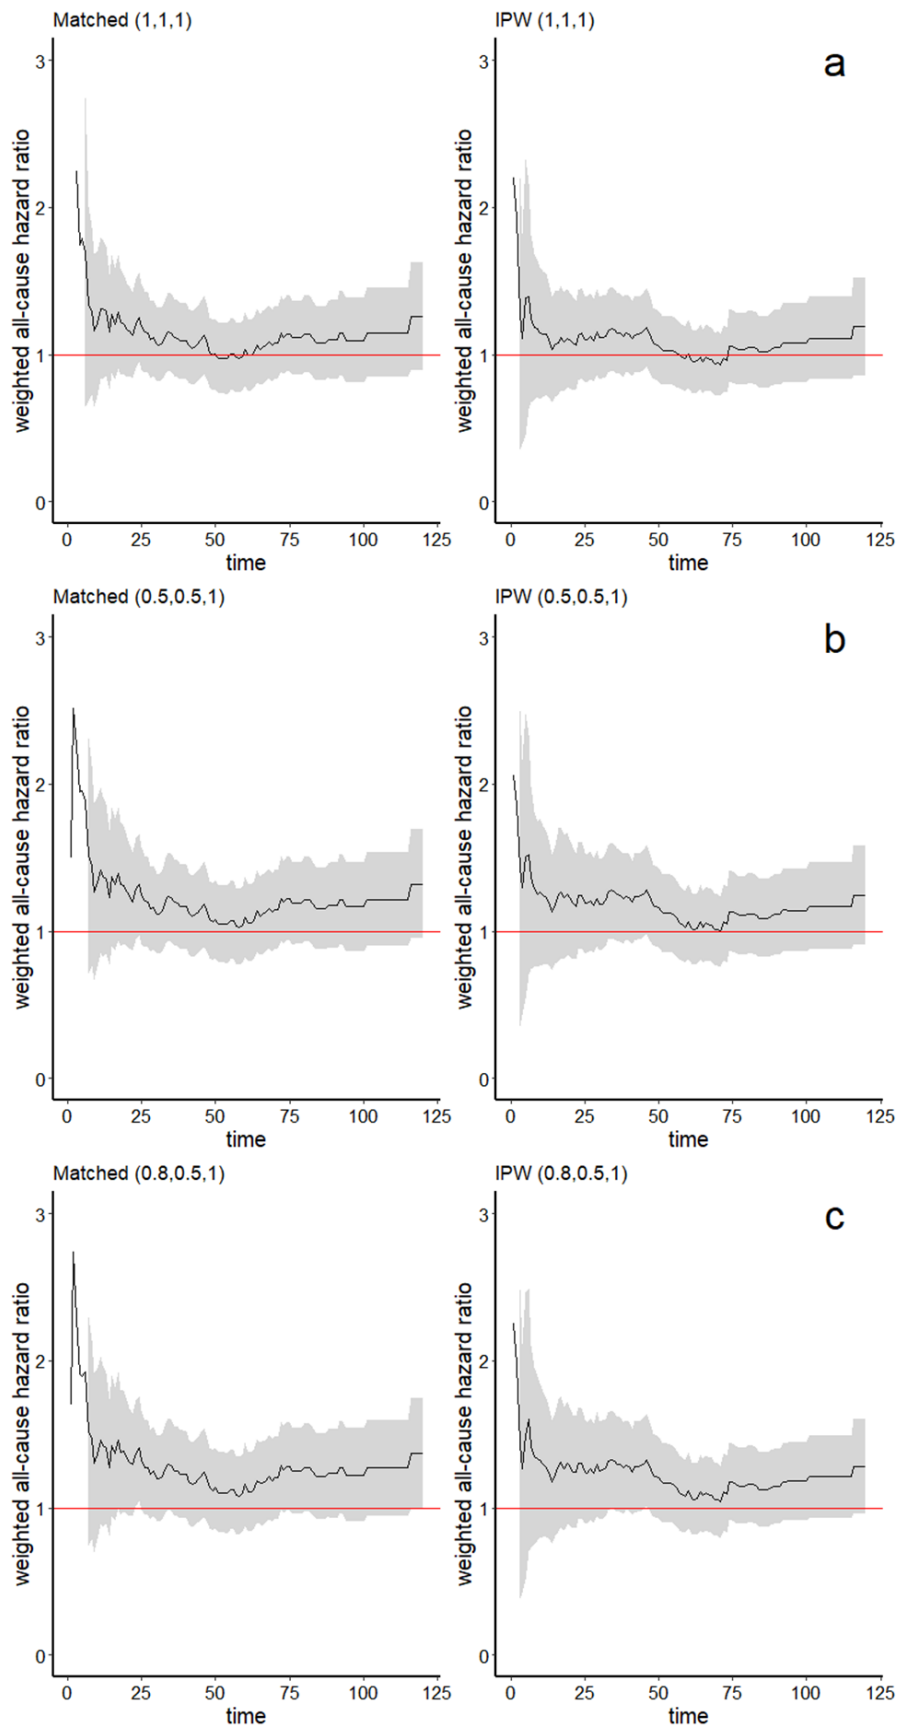 Matched (1,1,1)
weighted all-cause hazard ratio
3
2
1
0
0 25 50 75 100 125
time
IPW (1,1,1)
a
weighted all-cause hazard ratio
3
2
1
0
0 25 50 75 100 125
time
Matched (0.5,0.5,1)
weighted all-cause hazard ratio
3
2
1
0
0 25 50 75 100 125
time
IPW (0.5,0.5,1)
b
weighted all-cause hazard ratio
3
2
1
0
0 25 50 75 100 125
time
Matched (0.8,0.5,1)
weighted all-cause hazard ratio
3
2
1
0
0 25 50 75 100 125
time
IPW (0.8,0.5,1)
c
weighted all-cause hazard ratio
3
2
1
0
0 25 50 75 100 125
time